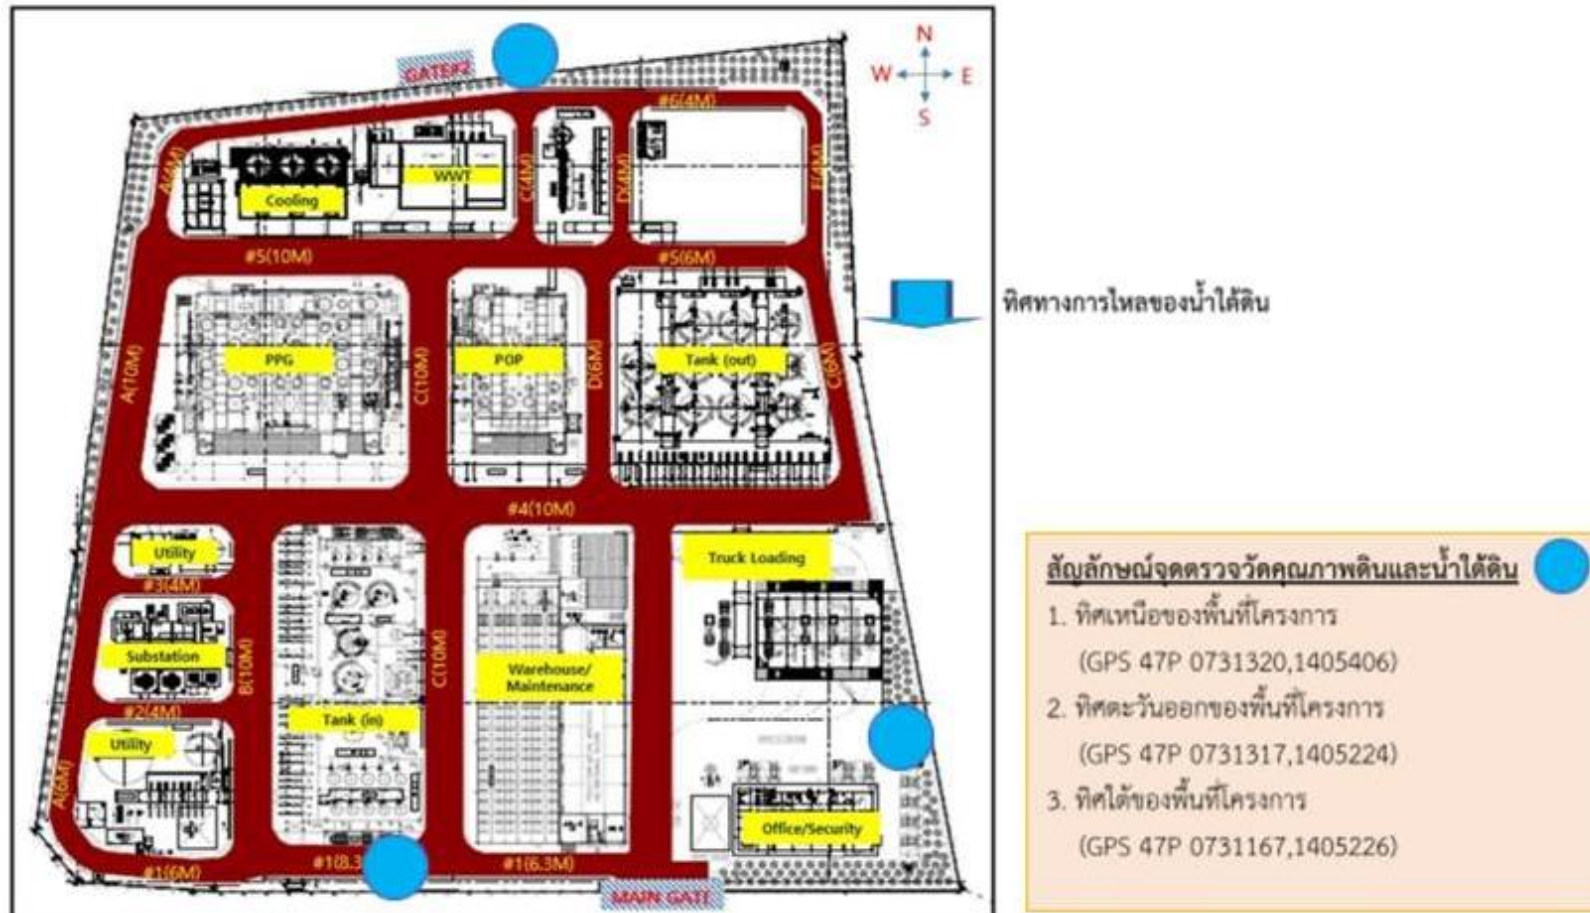 N
GATE#2
W E
S
#6(4M)
A(4M)
C(4M)
D(4M)
E(4M)
WWT
Cooling
#5(10M)
#5(6M)
ทิศทางการไหลของน้ำใต้ดิน
A(10M)
PPG
C(10M)
POP
D(6M)
Tank (out)
C(6M)
#4(10M)
Utility
Truck Loading
#3(4M)
Substation
B(10M)
C(10M)
Warehouse/
Maintenance
#2(4M)
Tank (in)
Utility
A(6M)
Office/Security
#1(6M)
#1(8.3
#1(6.3M)
MAIN GATE
สัญลักษณ์จุดตรวจวัดคุณภาพดินและน้ำใต้ดิน
1. ทิศเหนือของพื้นที่โครงการ
(GPS 47P 0731320,1405406)
2. ทิศตะวันออกของพื้นที่โครงการ
(GPS 47P 0731317,1405224)
3. ทิศใต้ของพื้นที่โครงการ
(GPS 47P 0731167,1405226)